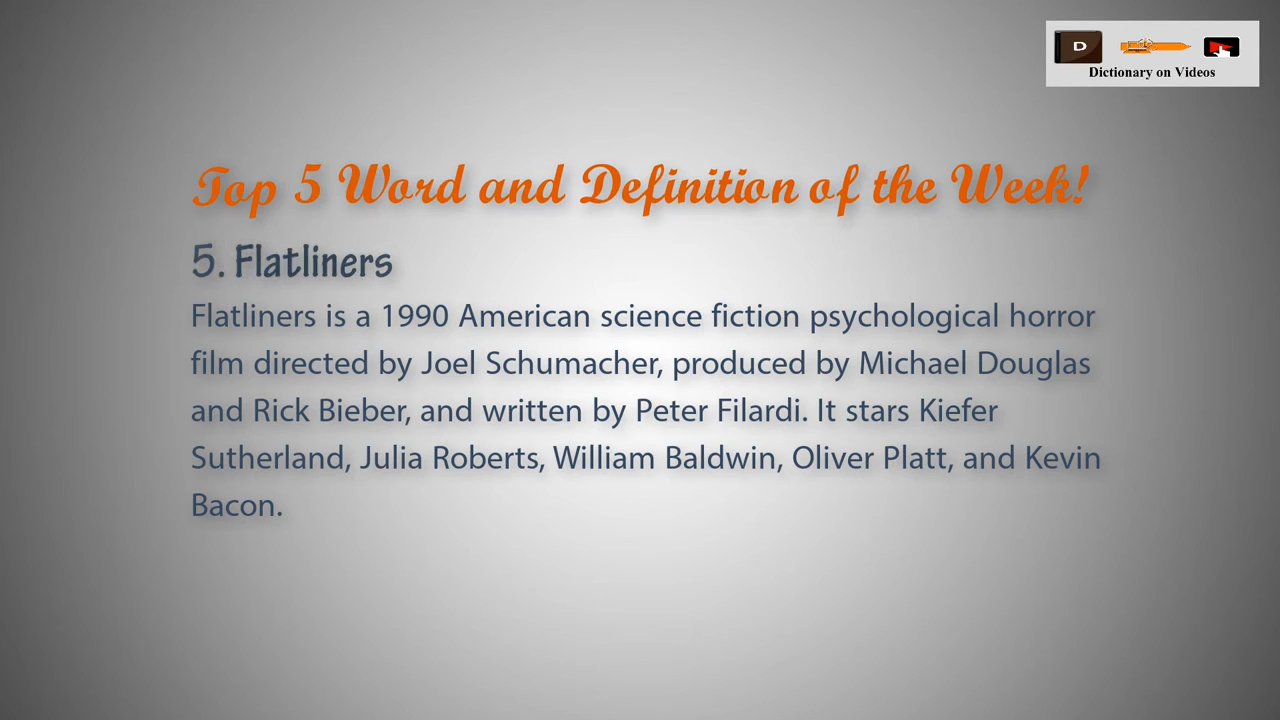 D
Dictionary on Videos
Top 5 Word and Definition of the Week!
5. Flatliners
Flatliners is a 1990 American science fiction psychological horror
film directed by Joel Schumacher, produced by Michael Douglas
and Rick Bieber, and written by Peter Filardi. It stars Kiefer
Sutherland, Julia Roberts, William Baldwin, Oliver Platt, and Kevin
Bacon.